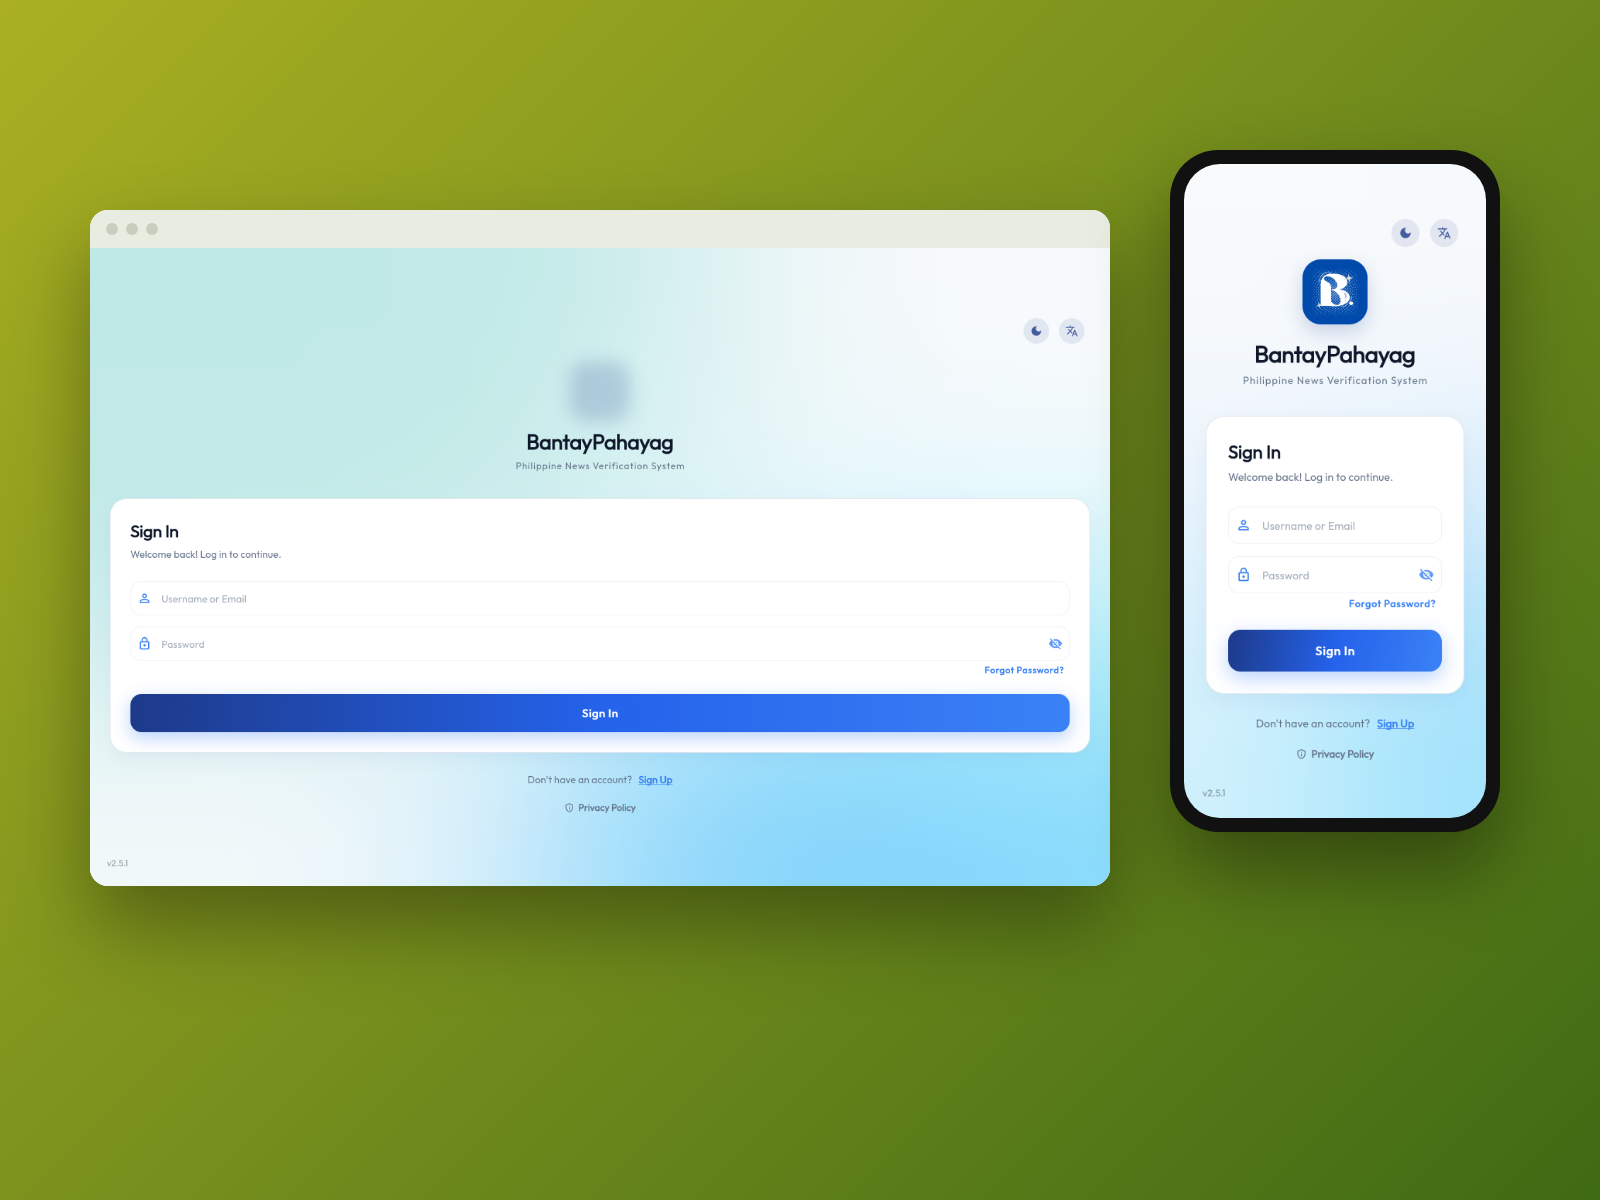 BantayPahayag
Philippine News Verification System
Sign In
Welcome back! Log in to continue.
Username or Email
Password
Forgot Password?
Sign In
Don't have an account? Sign Up
Privacy Policy
v2.5.1
B
BantayPahayag
Philippine News Verification System
Sign In
Welcome back! Log in to continue.
Username or Email
Password
Forgot Password?
Sign In
Don't have an account? Sign Up
Privacy Policy
v2.5.1